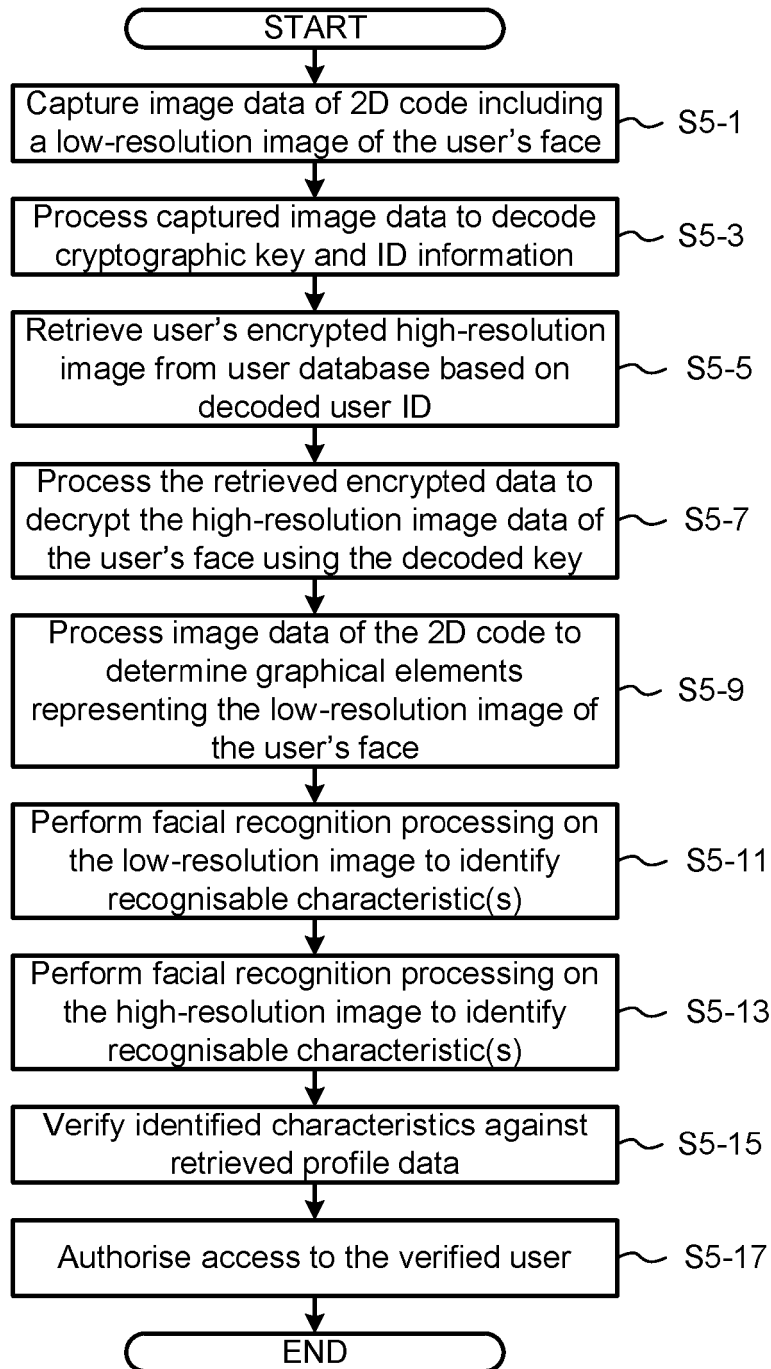 START
Capture image data of 2D code including
a low-resolution image of the user's face
S5-1
Process captured image data to decode
cryptographic key and ID information
S5-3
Retrieve user's encrypted high-resolution
image from user database based on
decoded user ID
S5-5
Process the retrieved encrypted data to
decrypt the high-resolution image data of
the user's face using the decoded key
S5-7
Process image data of the 2D code to
determine graphical elements
representing the low-resolution image of
the user's face
S5-9
Perform facial recognition processing on
the low-resolution image to identify
recognisable characteristic(s)
S5-11
Perform facial recognition processing on
the high-resolution image to identify
recognisable characteristic(s)
S5-13
Verify identified characteristics against
retrieved profile data
S5-15
Authorise access to the verified user
S5-17
END